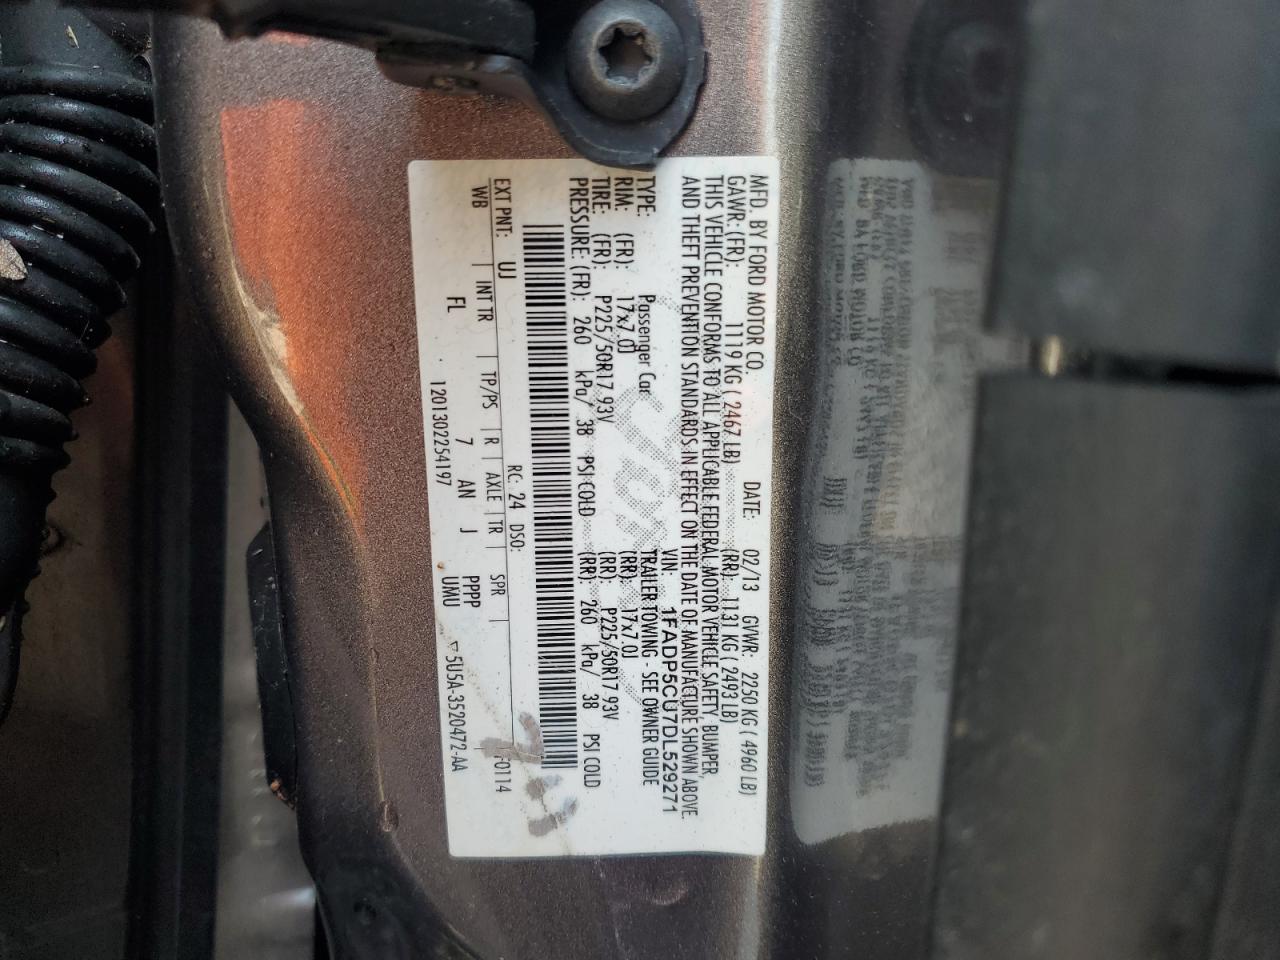 MFD. BY FORD MOTOR CO. DATE: 02/13 GVWR: 2250 KG ( 4960 LB)
GAWR: (FR): 1119 KG ( 2467 LB) (RR): 1131 KG ( 2493 LB)
THIS VEHICLE CONFORMS TO ALL APPLICABLE FEDERAL MOTOR VEHICLE SAFETY, BUMPER,
AND THEFT PREVENTION STANDARDS IN EFFECT ON THE DATE OF MANUFACTURE SHOWN ABOVE.
VIN: 1FADP5CU7DL529271
TYPE: Passenger Car TRAILER TOWING - SEE OWNER GUIDE
RIM: (FR): 17x7.0J (RR): 17x7.0J
TIRE: (FR): P225/50R17 93V (RR): P225/50R17 93V
PRESSURE: (FR): 260 kPa/ 38 PSI COLD (RR): 260 kPa/ 38 PSI COLD
EXT PNT: UJ RC: 24 DSO: F0114
WB INT TR TP/PS R AXLE TR SPR
FL 7 AN J PPPP
1201302254197 UMU ▽5U5A-3520472-AA